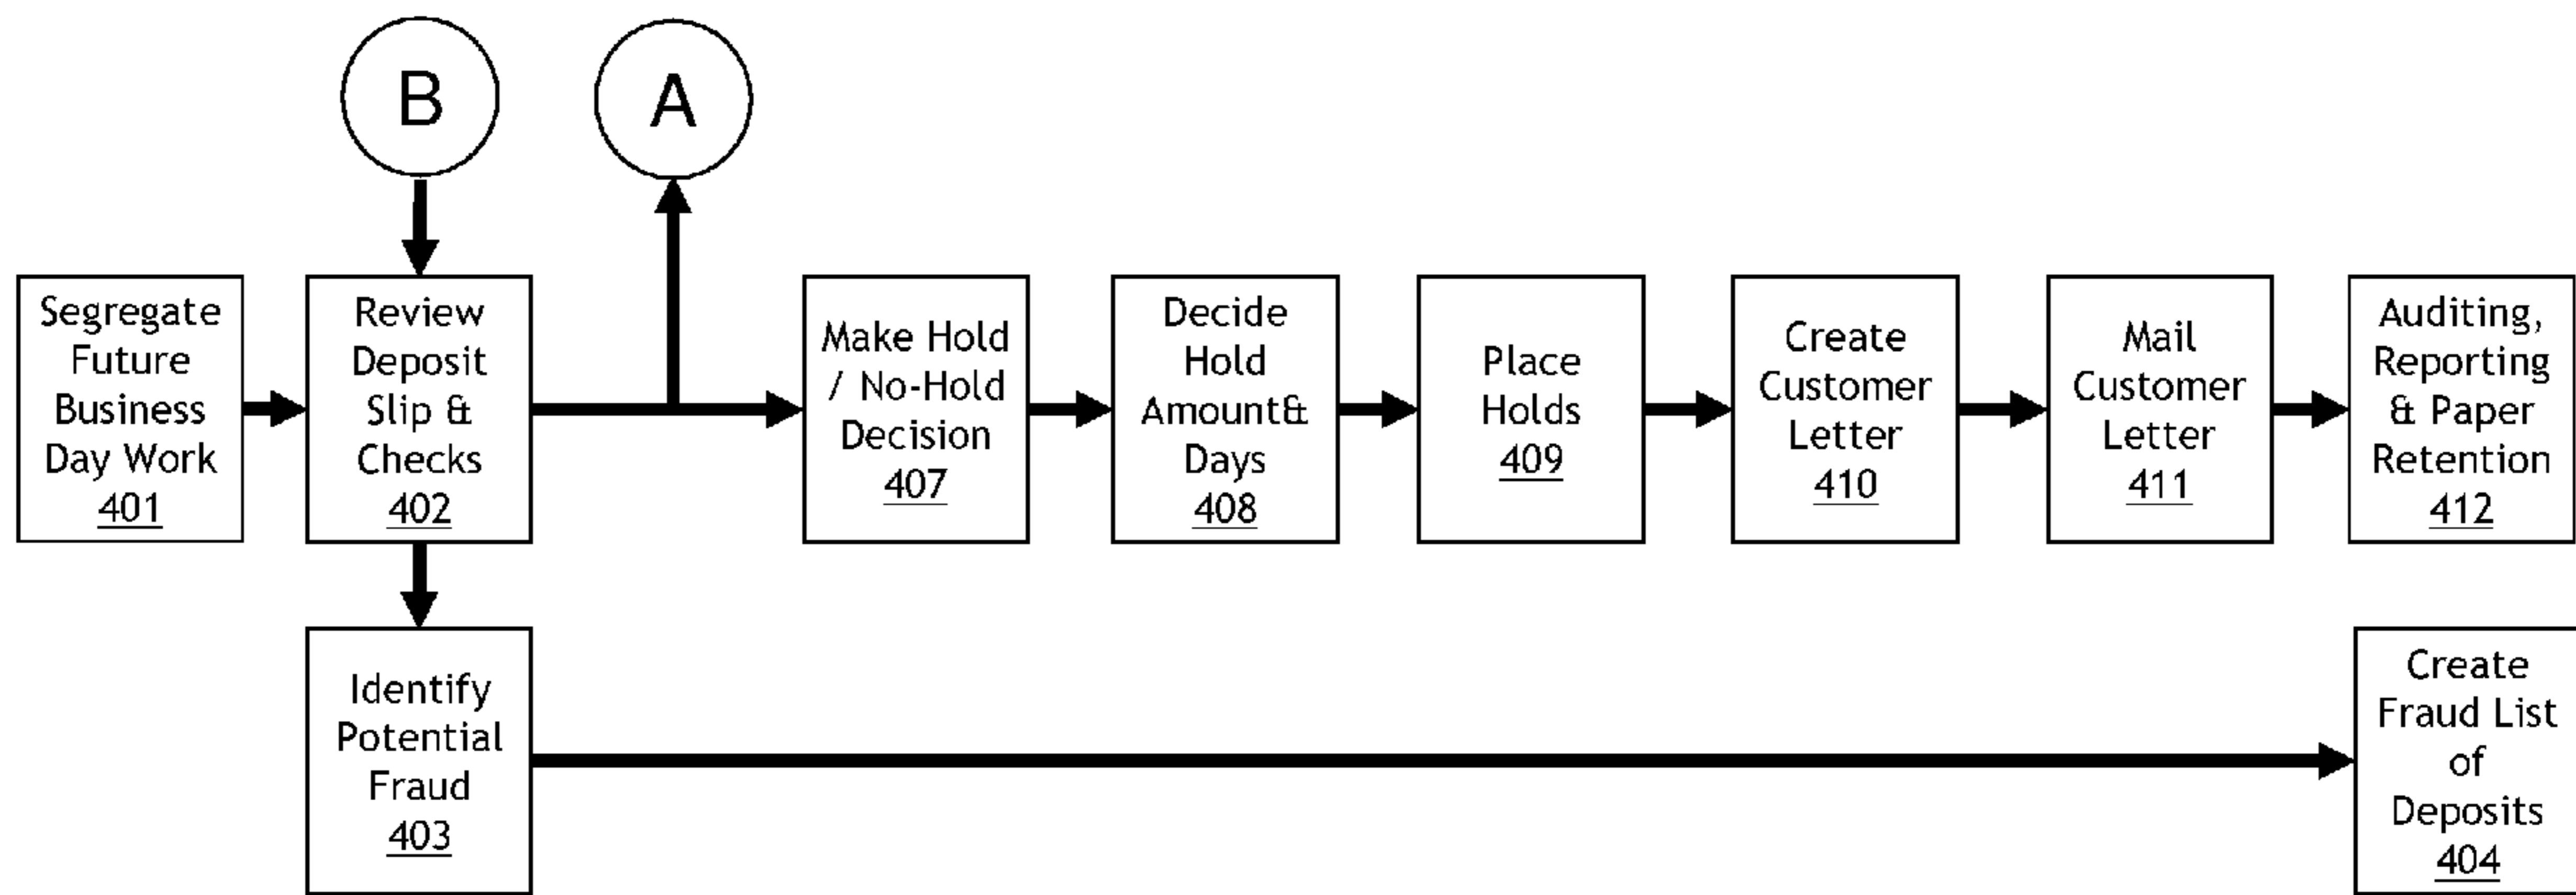 B
A
Segregate
Future
Business
Day Work
401
Review
Deposit
Slip &
Checks
402
Make Hold
/ No-Hold
Decision
407
Decide
Hold
Amount&
Days
408
Place
Holds
409
Create
Customer
Letter
410
Mail
Customer
Letter
411
Auditing,
Reporting
& Paper
Retention
412
Identify
Potential
Fraud
403
Create
Fraud List
of
Deposits
404